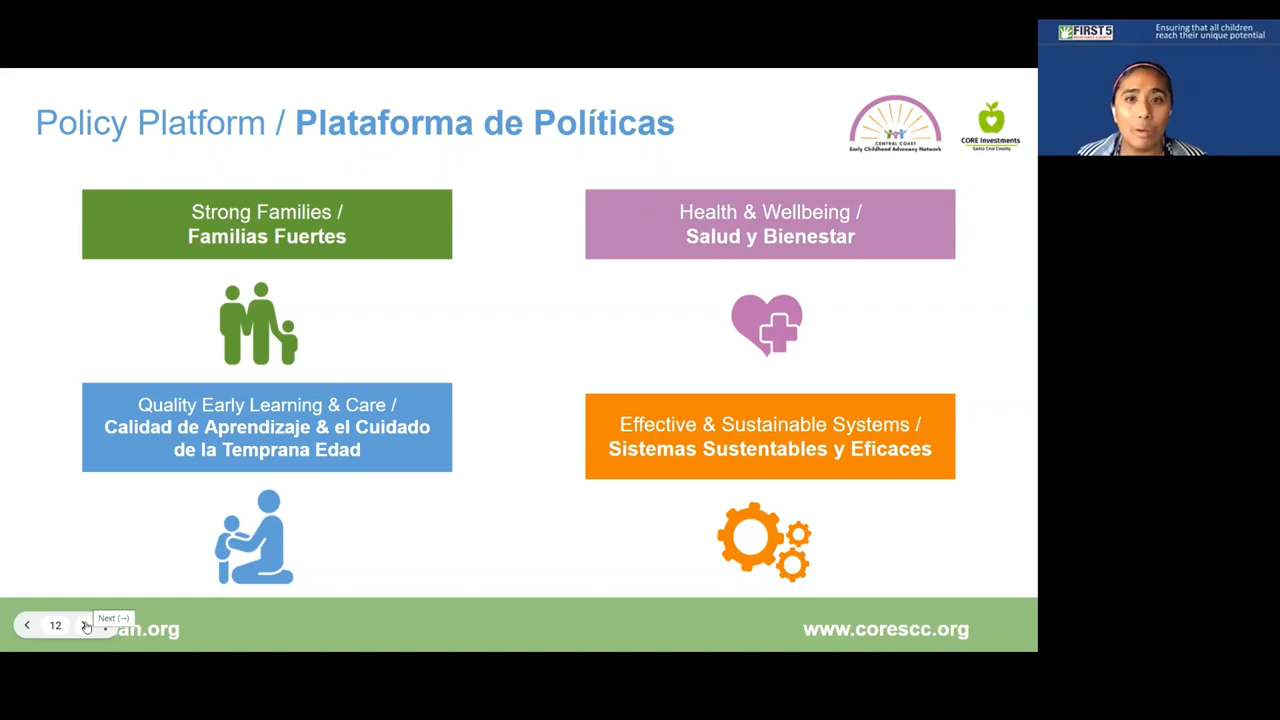 FIRST5
Ensuring that all children
reach their unique potential
Policy Platform / Plataforma de Políticas
CENTRAL COAST
Early Childhood Advocacy Network
CORE Investments
Santa Cruz County
Strong Families /
Familias Fuertes
Health & Wellbeing /
Salud y Bienestar
Quality Early Learning & Care /
Calidad de Aprendizaje & el Cuidado
de la Temprana Edad
Effective & Sustainable Systems /
Sistemas Sustentables y Eficaces
12
Next (→)
an.org
www.corescc.org